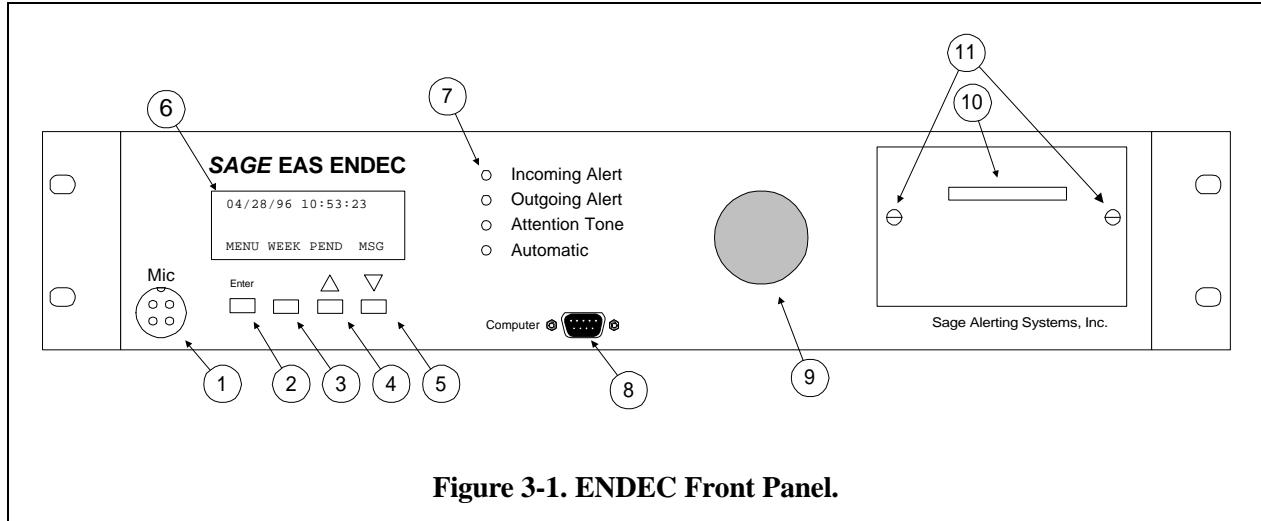 11
6
7
10
SAGE EAS ENDEC
Incoming Alert
04/28/96 10:53:23
Outgoing Alert
Attention Tone
MENU WEEK PEND MSG
Automatic
Mic
Enter
Computer
Sage Alerting Systems, Inc.
1
2
3
4
5
8
9
Figure 3-1. ENDEC Front Panel.